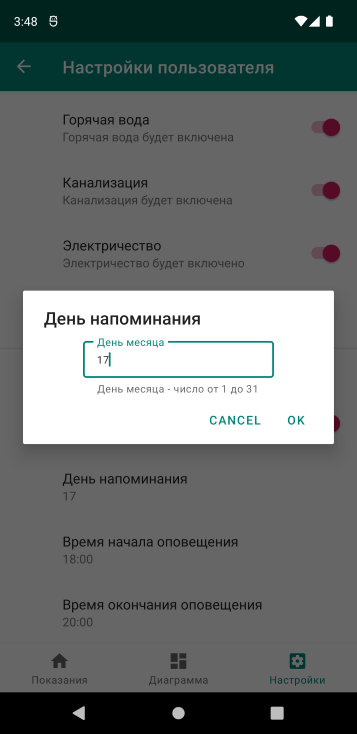 3:48
Настройки пользователя
Горячая вода
Горячая вода будет включена
Канализация
Канализация будет включена
Электричество
Электричество будет включено
День напоминания
День месяца
17
День месяца - число от 1 до 31
CANCEL OK
День напоминания
17
Время начала оповещения
18:00
Время окончания оповещения
20:00
Показания Диаграмма Настройки